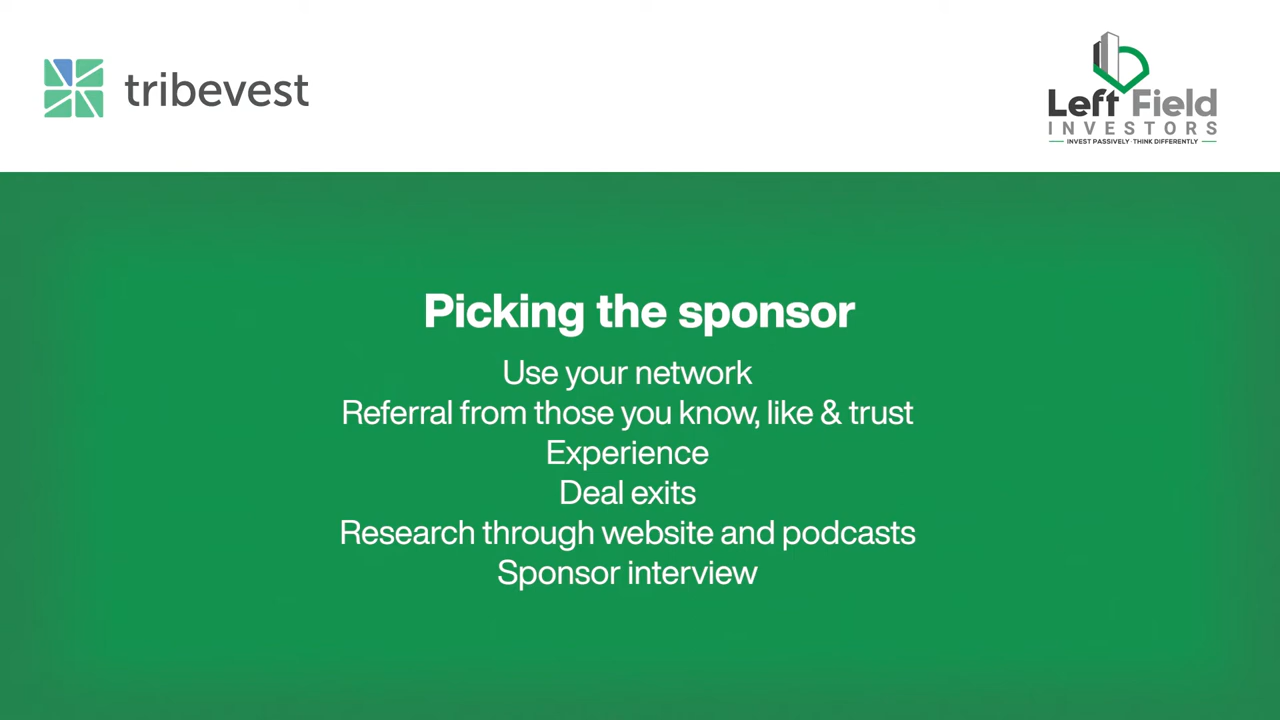 tribevest
Left Field
INVESTORS
INVEST PASSIVELY · THINK DIFFERENTLY
Picking the sponsor
Use your network
Referral from those you know, like & trust
Experience
Deal exits
Research through website and podcasts
Sponsor interview